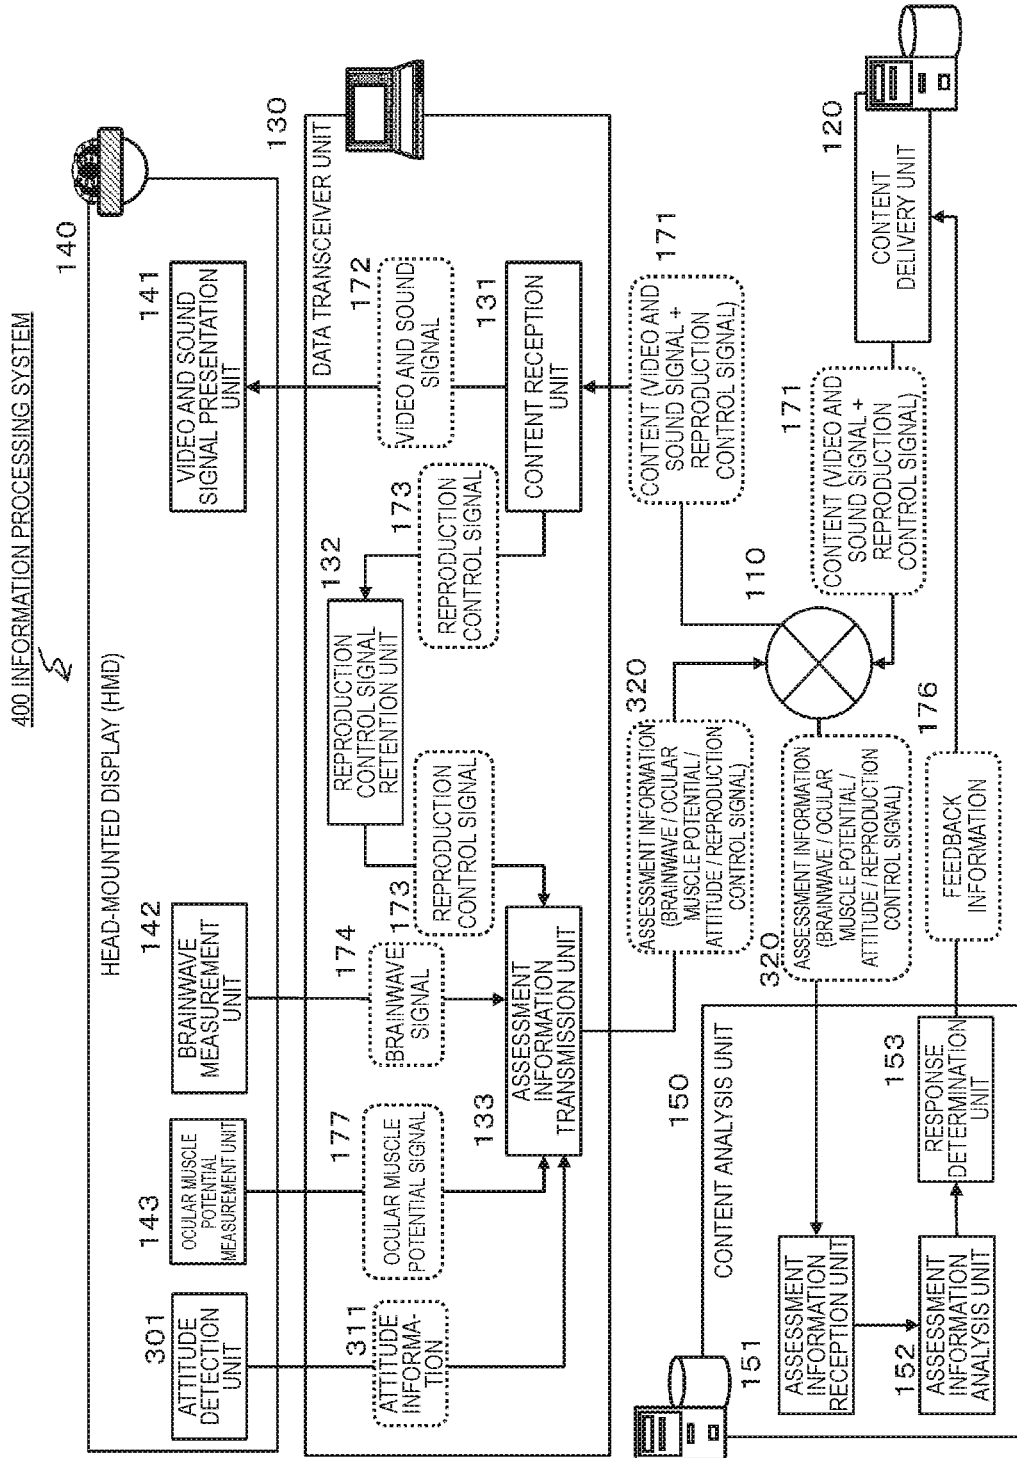 400 INFORMATION PROCESSING SYSTEM
140
HEAD-MOUNTED DISPLAY (HMD)
301
ATTITUDE
DETECTION
UNIT
143
OCULAR MUSCLE
POTENTIAL
MEASUREMENT UNIT
142
BRAINWAVE
MEASUREMENT
UNIT
141
VIDEO AND SOUND
SIGNAL PRESENTATION
UNIT
130
DATA TRANSCEIVER UNIT
311
ATTITUDE
INFORMA-
TION
177
OCULAR MUSCLE
POTENTIAL SIGNAL
174
BRAINWAVE
SIGNAL
173
REPRODUCTION
CONTROL SIGNAL
132
REPRODUCTION
CONTROL SIGNAL
RETENTION UNIT
173
REPRODUCTION
CONTROL SIGNAL
172
VIDEO AND SOUND
SIGNAL
133
ASSESSMENT
INFORMATION
TRANSMISSION UNIT
131
CONTENT RECEPTION
UNIT
320
ASSESSMENT INFORMATION
(BRAINWAVE / OCULAR
MUSCLE POTENTIAL /
ATTITUDE / REPRODUCTION
CONTROL SIGNAL)
171
CONTENT (VIDEO AND
SOUND SIGNAL +
REPRODUCTION
CONTROL SIGNAL)
110
150
CONTENT ANALYSIS UNIT
320
ASSESSMENT INFORMATION
(BRAINWAVE / OCULAR
MUSCLE POTENTIAL /
ATTITUDE / REPRODUCTION
CONTROL SIGNAL)
171
CONTENT (VIDEO AND
SOUND SIGNAL +
REPRODUCTION
CONTROL SIGNAL)
120
CONTENT
DELIVERY UNIT
151
ASSESSMENT
INFORMATION
RECEPTION UNIT
152
ASSESSMENT
INFORMATION
ANALYSIS UNIT
153
RESPONSE
DETERMINATION
UNIT
176
FEEDBACK
INFORMATION